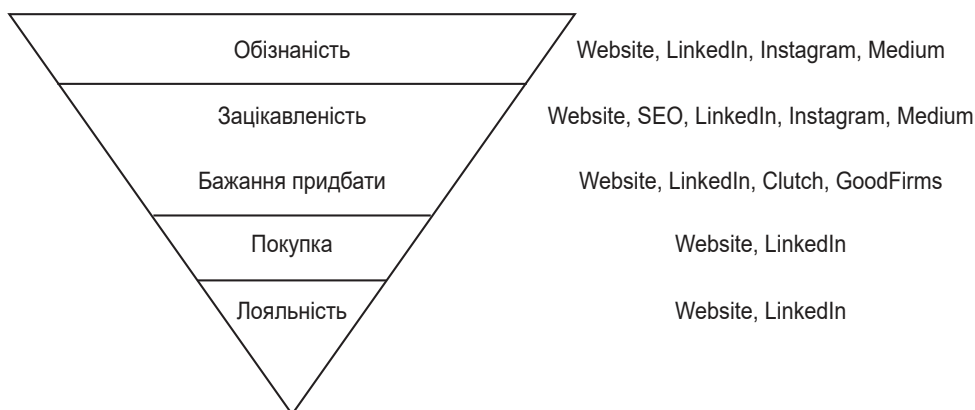 Обізнаність Website, LinkedIn, Instagram, Medium
Зацікавленість Website, SEO, LinkedIn, Instagram, Medium
Бажання придбати Website, LinkedIn, Clutch, GoodFirms
Покупка Website, LinkedIn
Лояльність Website, LinkedIn